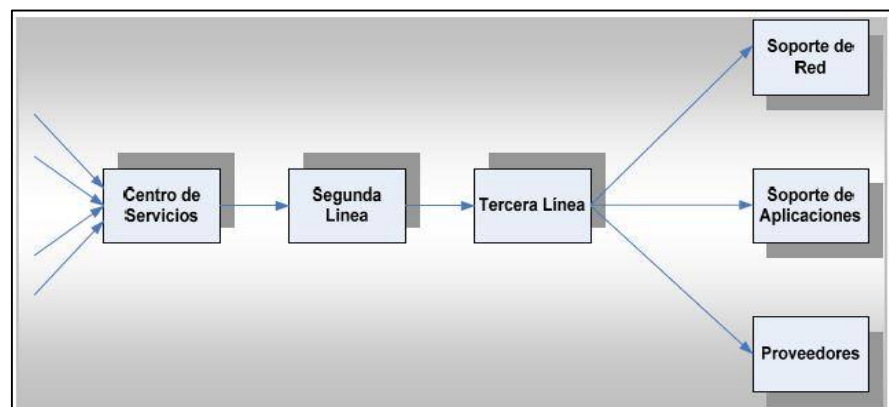 Soporte de
Red
Centro de
Servicios
Segunda
Linea
Tercera Línea
Soporte de
Aplicaciones
Proveedores